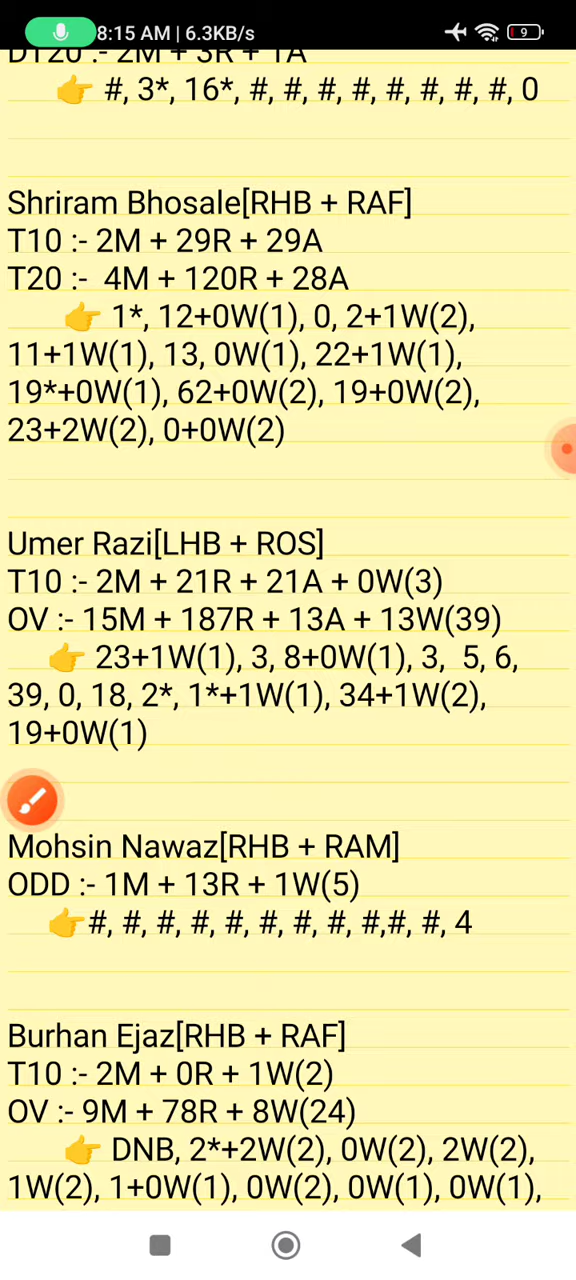 8:15 AM | 6.3KB/s
9
DT20 :- 2M + 3R + 1A
👉 #, 3*, 16*, #, #, #, #, #, #, #, #, #, 0
Shriram Bhosale[RHB + RAF]
T10 :- 2M + 29R + 29A
T20 :-  4M + 120R + 28A
👉 1*, 12+0W(1), 0, 2+1W(2),
11+1W(1), 13, 0W(1), 22+1W(1),
19*+0W(1), 62+0W(2), 19+0W(2),
23+2W(2), 0+0W(2)
Umer Razi[LHB + ROS]
T10 :- 2M + 21R + 21A + 0W(3)
OV :- 15M + 187R + 13A + 13W(39)
👉 23+1W(1), 3, 8+0W(1), 3,  5, 6,
39, 0, 18, 2*, 1*+1W(1), 34+1W(2),
19+0W(1)
Mohsin Nawaz[RHB + RAM]
ODD :- 1M + 13R + 1W(5)
👉#, #, #, #, #, #, #, #, #,#, #, 4
Burhan Ejaz[RHB + RAF]
T10 :- 2M + 0R + 1W(2)
OV :- 9M + 78R + 8W(24)
👉 DNB, 2*+2W(2), 0W(2), 2W(2),
1W(2), 1+0W(1), 0W(2), 0W(1), 0W(1),